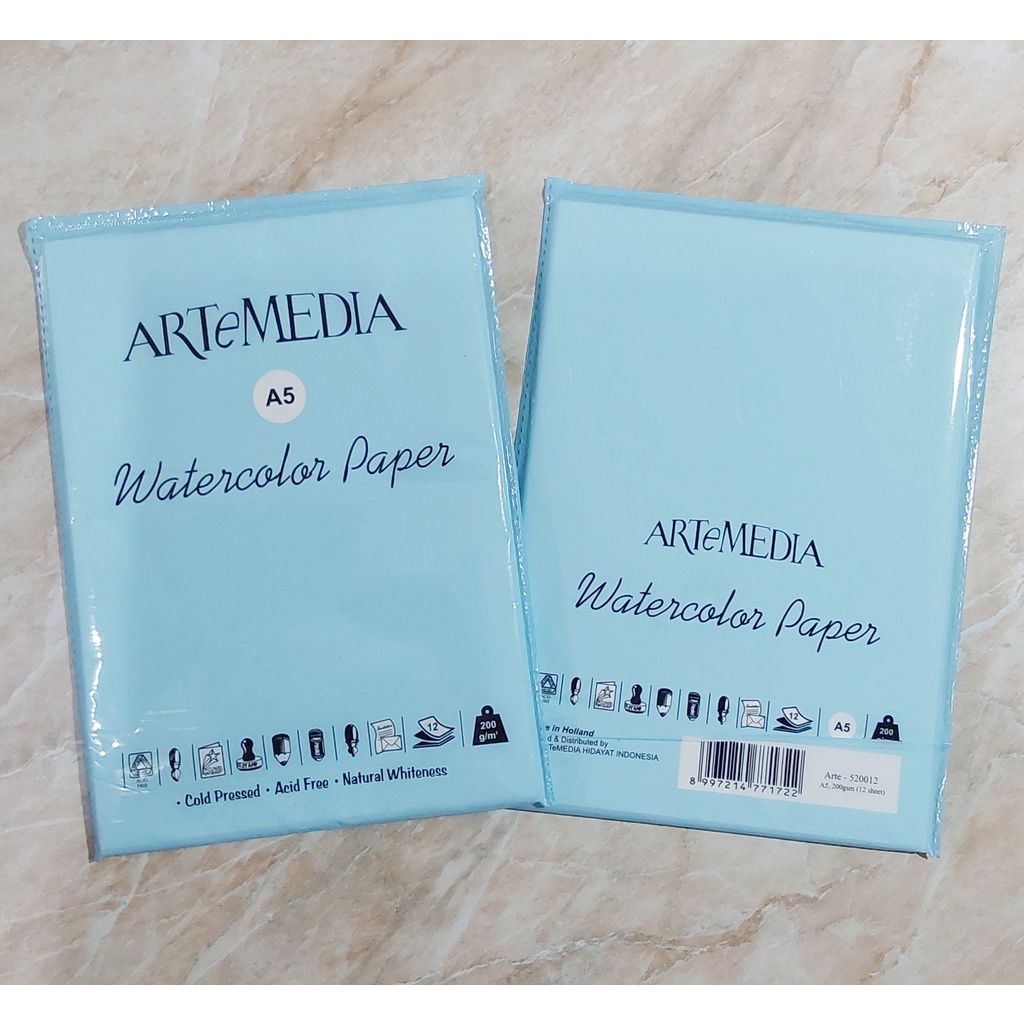 ARTeMEDIA
A5
Watercolor Paper
12
200
g/m²
• Cold Pressed • Acid Free • Natural Whiteness
ARTeMEDIA
Watercolor Paper
12
A5
200
in Holland
& Distributed by
HIDAYAT INDONESIA
8 997214 771722
Arte - 520012
A5, 200gsm (12 sheet)